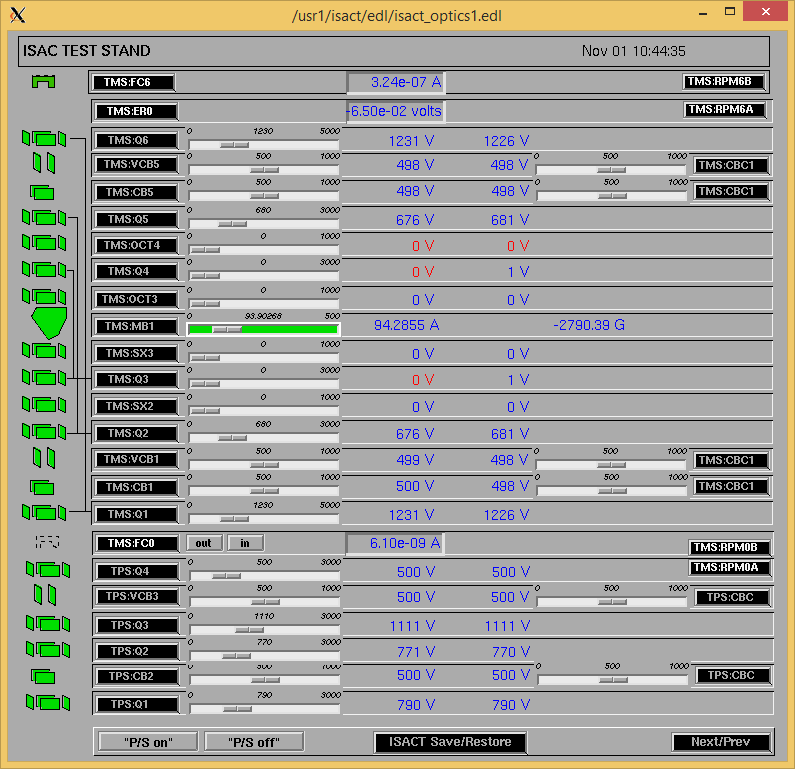 /usr1/isact/edl/isact_optics1.edl
ISAC TEST STAND Nov 01 10:44:35
TMS:FC6 3.24e-07 A TMS:RPM6B
TMS:ER0 -6.50e-02 volts TMS:RPM6A
TMS:Q6 0 1230 5000 1231 V 1226 V
TMS:VCB5 0 500 1000 498 V 498 V 0 500 1000 TMS:CBC1
TMS:CB5 0 500 1000 498 V 498 V 0 500 1000 TMS:CBC1
TMS:Q5 0 680 3000 676 V 681 V
TMS:OCT4 0 0 1000 0 V 0 V
TMS:Q4 0 0 3000 0 V 1 V
TMS:OCT3 0 0 1000 0 V 0 V
TMS:MB1 0 93.90268 500 94.2855 A -2790.39 G
TMS:SX3 0 0 1000 0 V 0 V
TMS:Q3 0 0 3000 0 V 1 V
TMS:SX2 0 0 1000 0 V 0 V
TMS:Q2 0 680 3000 676 V 681 V
TMS:VCB1 0 500 1000 499 V 498 V 0 500 1000 TMS:CBC1
TMS:CB1 0 500 1000 500 V 498 V 0 500 1000 TMS:CBC1
TMS:Q1 0 1230 5000 1231 V 1226 V
TMS:FC0 out in 6.10e-09 A TMS:RPM0B
TPS:Q4 0 500 3000 500 V 500 V TMS:RPM0A
TPS:VCB3 0 500 1000 500 V 500 V 0 500 1000 TPS:CBC
TPS:Q3 0 1110 3000 1111 V 1111 V
TPS:Q2 0 770 3000 771 V 770 V
TPS:CB2 0 500 1000 500 V 500 V 0 500 1000 TPS:CBC
TPS:Q1 0 790 3000 790 V 790 V
"P/S on" "P/S off" ISACT Save/Restore Next/Prev